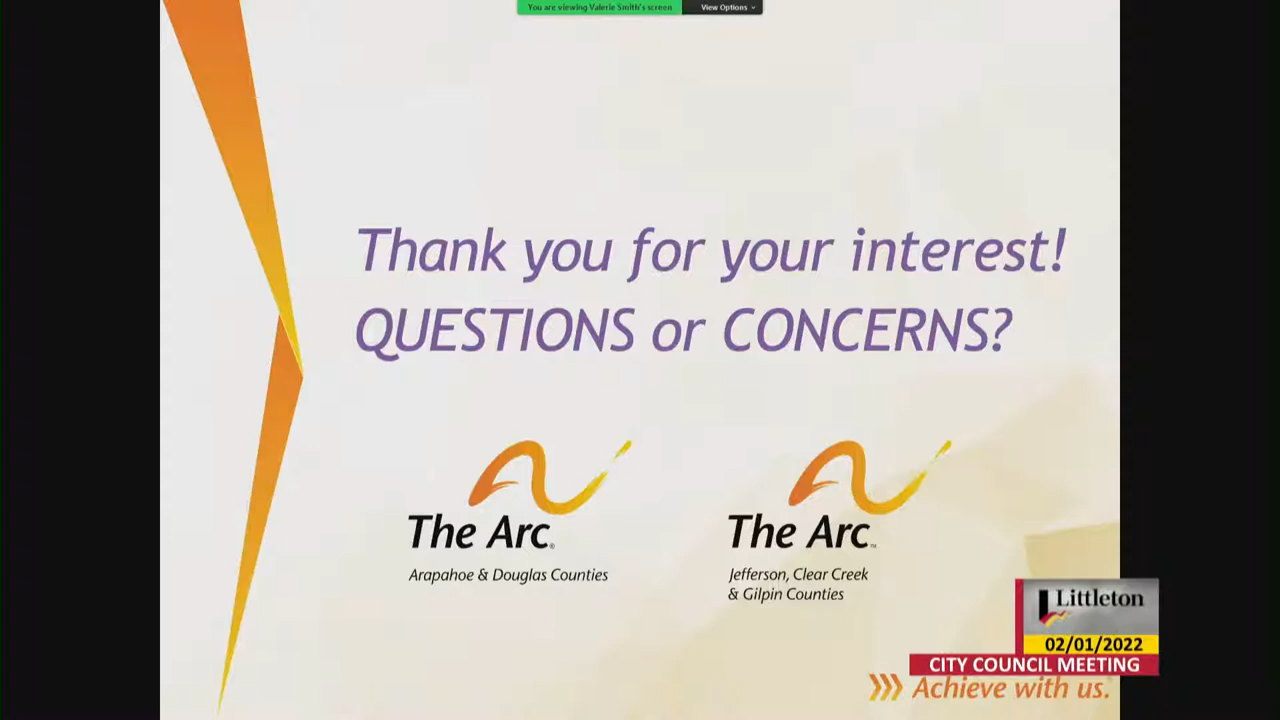 You are viewing Valerie Smith's screen View Options
Thank you for your interest!
QUESTIONS or CONCERNS?
The Arc®
Arapahoe & Douglas Counties
The Arc™
Jefferson, Clear Creek
& Gilpin Counties
Littleton
02/01/2022
CITY COUNCIL MEETING
Achieve with us.